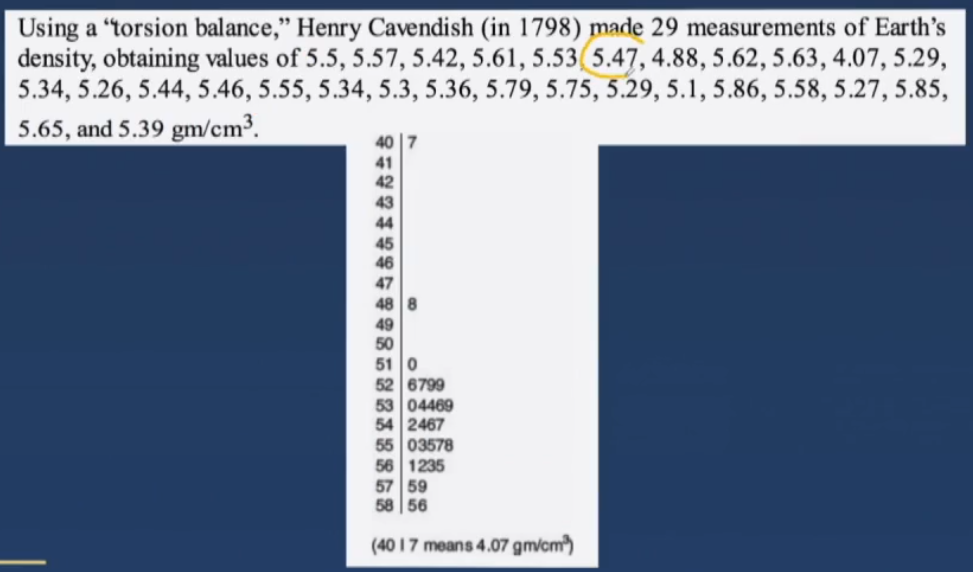 Using a “torsion balance,” Henry Cavendish (in 1798) made 29 measurements of Earth’s
density, obtaining values of 5.5, 5.57, 5.42, 5.61, 5.53, 5.47, 4.88, 5.62, 5.63, 4.07, 5.29,
5.34, 5.26, 5.44, 5.46, 5.55, 5.34, 5.3, 5.36, 5.79, 5.75, 5.29, 5.1, 5.86, 5.58, 5.27, 5.85,
5.65, and 5.39 gm/cm³.
40 | 7
41 |
42 |
43 |
44 |
45 |
46 |
47 |
48 | 8
49 |
50 |
51 | 0
52 | 6799
53 | 04469
54 | 2467
55 | 03578
56 | 1235
57 | 59
58 | 56
(40 | 7 means 4.07 gm/cm³)